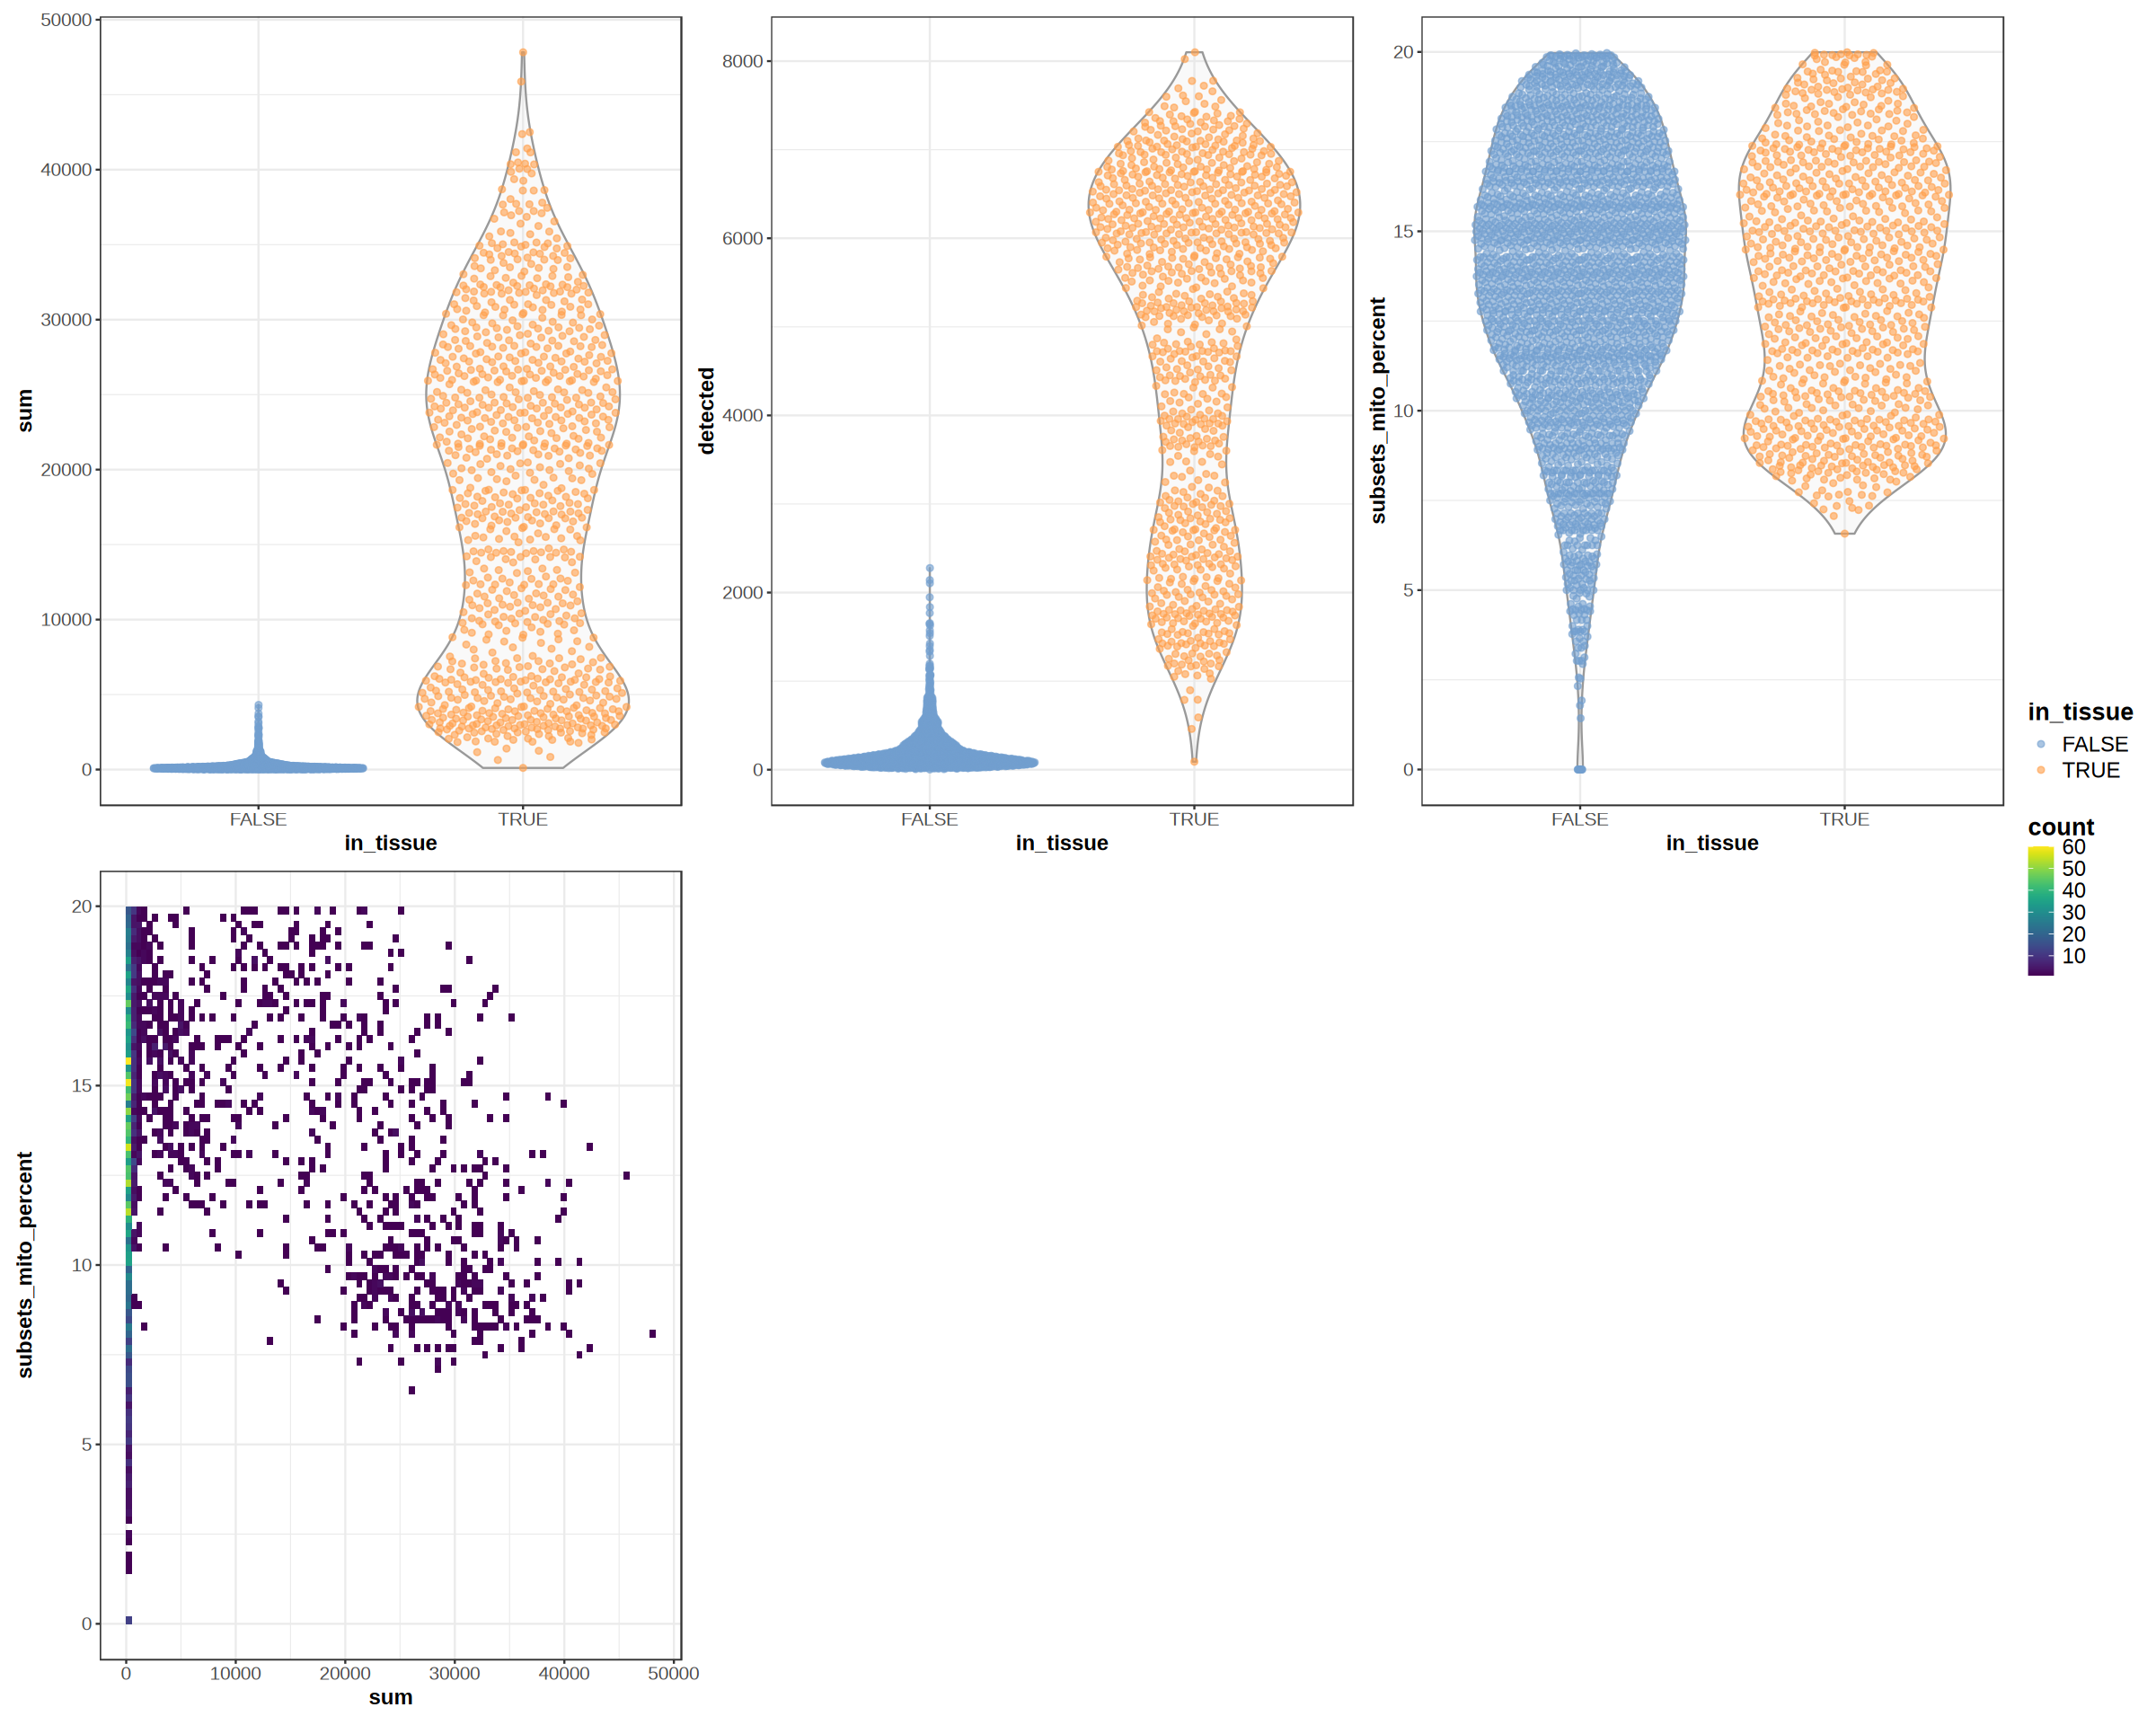 sum
50000
40000
30000
20000
10000
0
FALSE
TRUE
in_tissue
detected
8000
6000
4000
2000
0
FALSE
TRUE
in_tissue
subsets_mito_percent
20
15
10
5
0
FALSE
TRUE
in_tissue
in_tissue
FALSE
TRUE
count
60
50
40
30
20
10
subsets_mito_percent
20
15
10
5
0
0
10000
20000
30000
40000
50000
sum